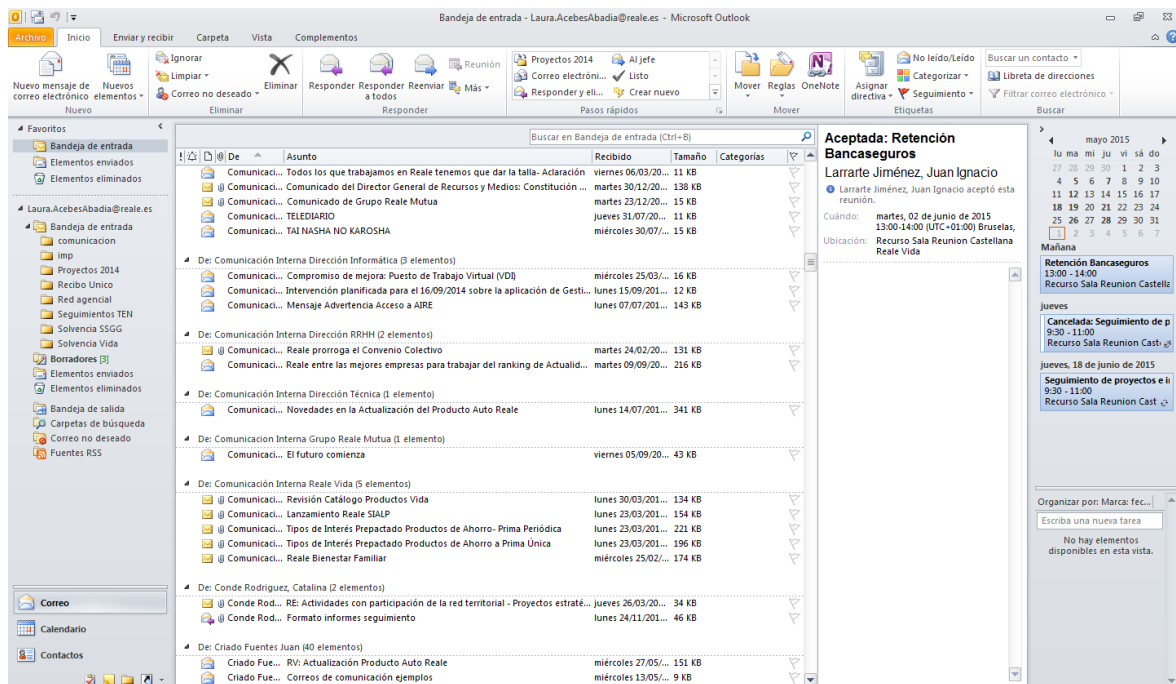 Bandeja de entrada - Laura.AcebesAbadia@reale.es - Microsoft Outlook
Archivo Inicio Enviar y recibir Carpeta Vista Complementos
Nuevo mensaje de correo electrónico
Nuevos elementos
Nuevo
Ignorar
Limpiar
Correo no deseado
Eliminar
Eliminar
Responder
Responder a todos
Reenviar
Reunión
Más
Responder
Proyectos 2014
Correo electróni...
Responder y eli...
Al jefe
Listo
Crear nuevo
Pasos rápidos
Mover
Reglas
OneNote
Mover
Asignar directiva
No leído/Leído
Categorizar
Seguimiento
Etiquetas
Buscar un contacto
Libreta de direcciones
Filtrar correo electrónico
Buscar
Favoritos
Bandeja de entrada
Elementos enviados
Elementos eliminados
Laura.AcebesAbadia@reale.es
Bandeja de entrada
comunicacion
imp
Proyectos 2014
Recibo Unico
Red agencial
Seguimientos TEN
Solvencia SSGG
Solvencia Vida
Borradores [3]
Elementos enviados
Elementos eliminados
Bandeja de salida
Carpetas de búsqueda
Correo no deseado
Fuentes RSS
Correo
Calendario
Contactos
Buscar en Bandeja de entrada (Ctrl+B)
De Asunto Recibido Tamaño Categorías
Comunicaci... Todos los que trabajamos en Reale tenemos que dar la talla- Aclaración viernes 06/03/20... 11 KB
Comunicaci... Comunicado del Director General de Recursos y Medios: Constitución ... martes 30/12/20... 138 KB
Comunicaci... Comunicado de Grupo Reale Mutua martes 23/12/20... 15 KB
Comunicaci... TELEDIARIO jueves 31/07/20... 11 KB
Comunicaci... TAI NASHA NO KAROSHA miércoles 30/07/... 15 KB
De: Comunicación Interna Dirección Informática (3 elementos)
Comunicaci... Compromiso de mejora: Puesto de Trabajo Virtual (VDI) miércoles 25/03/... 16 KB
Comunicaci... Intervención planificada para el 16/09/2014 sobre la aplicación de Gesti... lunes 15/09/201... 12 KB
Comunicaci... Mensaje Advertencia Acceso a AIRE lunes 07/07/201... 143 KB
De: Comunicación Interna Dirección RRHH (2 elementos)
Comunicaci... Reale prorroga el Convenio Colectivo martes 24/02/20... 131 KB
Comunicaci... Reale entre las mejores empresas para trabajar del ranking de Actualid... martes 09/09/20... 216 KB
De: Comunicación Interna Dirección Técnica (1 elemento)
Comunicaci... Novedades en la Actualización del Producto Auto Reale lunes 14/07/201... 341 KB
De: Comunicacion Interna Grupo Reale Mutua (1 elemento)
Comunicaci... El futuro comienza viernes 05/09/20... 43 KB
De: Comunicación Interna Reale Vida (5 elementos)
Comunicaci... Revisión Catálogo Productos Vida lunes 30/03/201... 134 KB
Comunicaci... Lanzamiento Reale SIALP lunes 23/03/201... 154 KB
Comunicaci... Tipos de Interés Prepactado Productos de Ahorro- Prima Periódica lunes 23/03/201... 221 KB
Comunicaci... Tipos de Interés Prepactado Productos de Ahorro a Prima Única lunes 23/03/201... 196 KB
Comunicaci... Reale Bienestar Familiar miércoles 25/02/... 174 KB
De: Conde Rodriguez, Catalina (2 elementos)
Conde Rod... RE: Actividades con participación de la red territorial - Proyectos estraté... jueves 26/03/20... 34 KB
Conde Rod... Formato informes seguimiento lunes 24/11/201... 46 KB
De: Criado Fuentes Juan (40 elementos)
Criado Fue... RV: Actualización Producto Auto Reale miércoles 27/05/... 151 KB
Criado Fue... Correos de comunicación ejemplos miércoles 13/05/... 9 KB
Aceptada: Retención
Bancaseguros
Larrarte Jiménez, Juan Ignacio
Larrarte Jiménez, Juan Ignacio aceptó esta
reunión.
Cuándo: martes, 02 de junio de 2015
13:00-14:00 (UTC+01:00) Bruselas,
Ubicación: Recurso Sala Reunion Castellana
Reale Vida
mayo 2015
lu ma mi ju vi sá do
27 28 29 30 1 2 3
4 5 6 7 8 9 10
11 12 13 14 15 16 17
18 19 20 21 22 23 24
25 26 27 28 29 30 31
1 2 3 4 5 6 7
Mañana
Retención Bancaseguros
13:00 - 14:00
Recurso Sala Reunion Castella
jueves
Cancelada: Seguimiento de p
9:30 - 11:00
Recurso Sala Reunion Cast
jueves, 18 de junio de 2015
Seguimiento de proyectos e i
9:30 - 11:00
Recurso Sala Reunion Cast
Organizar por: Marca: fec...
Escriba una nueva tarea
No hay elementos
disponibles en esta vista.